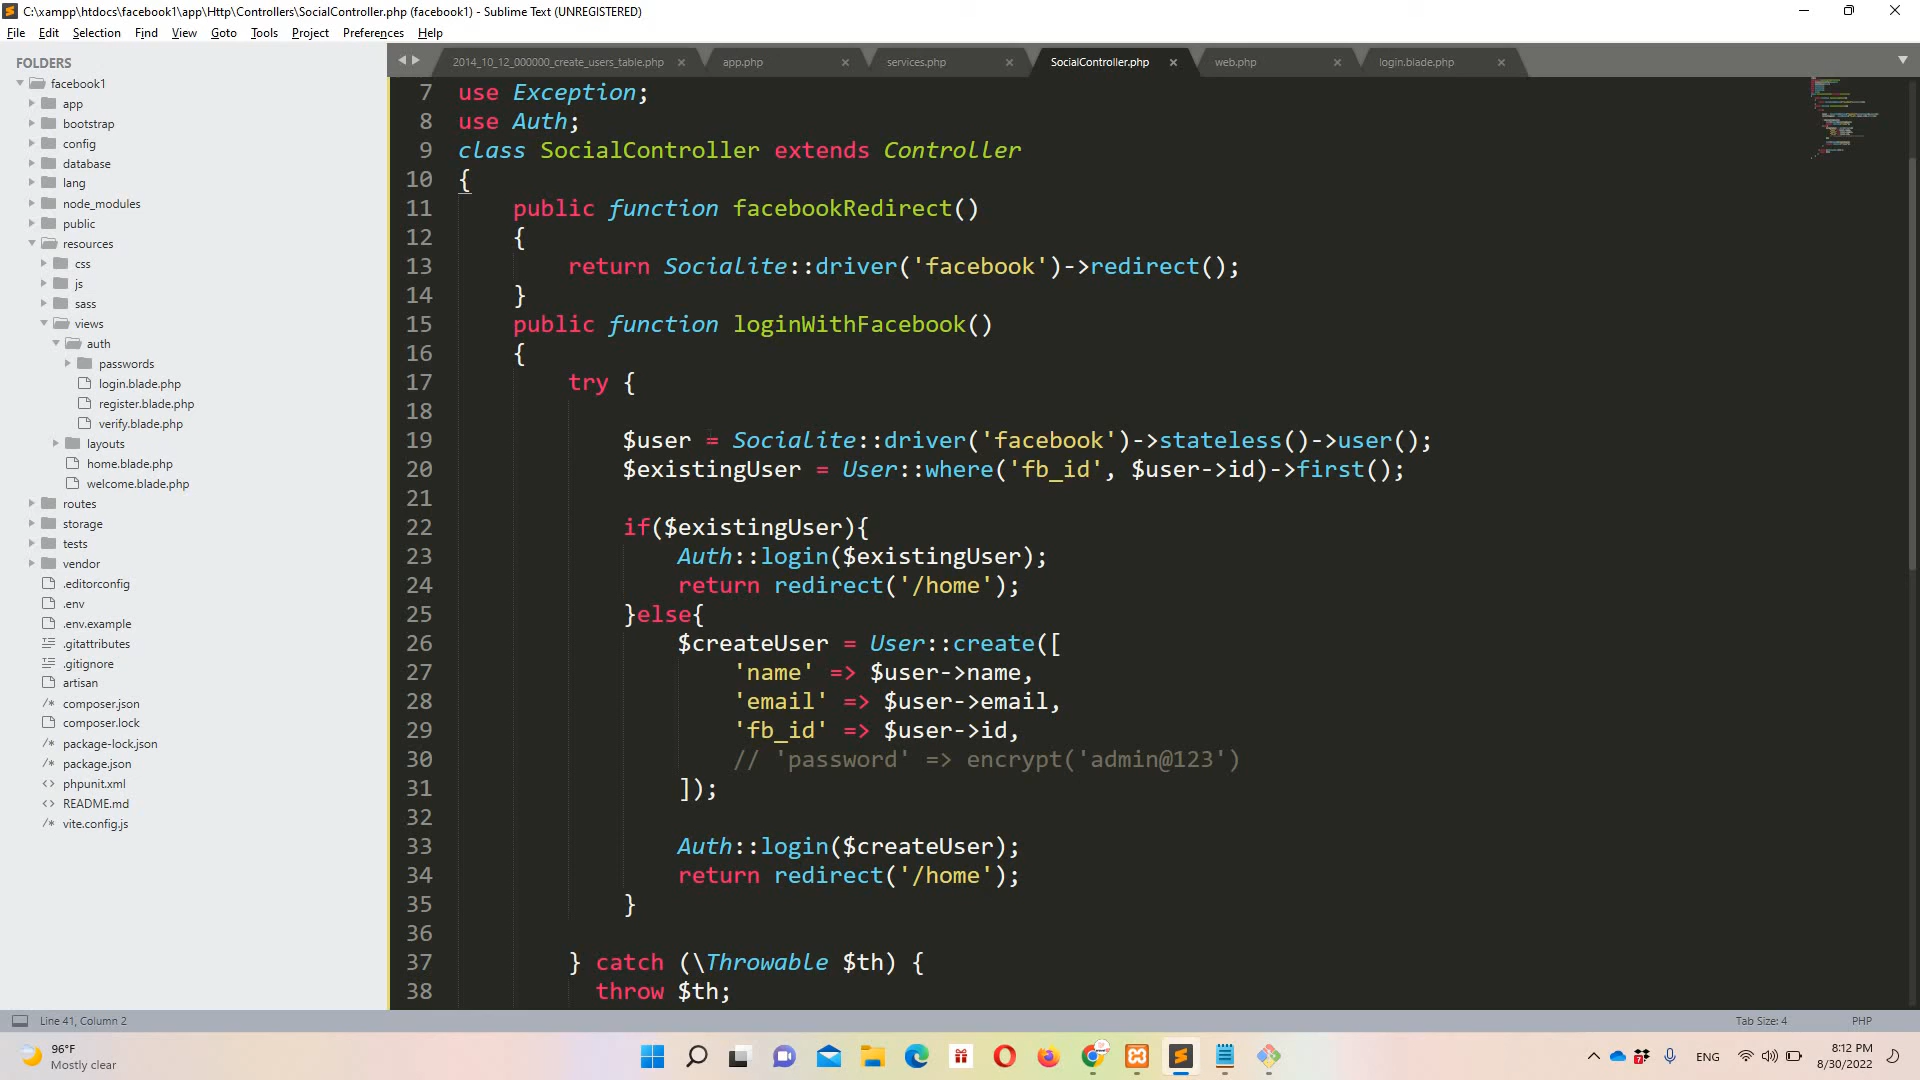 C:\xampp\htdocs\facebook1\app\Http\Controllers\SocialController.php (facebook1) - Sublime Text (UNREGISTERED)
File Edit Selection Find View Goto Tools Project Preferences Help
FOLDERS
facebook1
app
bootstrap
config
database
lang
node_modules
public
resources
css
js
sass
views
auth
passwords
login.blade.php
register.blade.php
verify.blade.php
layouts
home.blade.php
welcome.blade.php
routes
storage
tests
vendor
.editorconfig
.env
.env.example
.gitattributes
.gitignore
artisan
/* composer.json
composer.lock
/* package-lock.json
/* package.json
<> phpunit.xml
<> README.md
/* vite.config.js
2014_10_12_000000_create_users_table.php × app.php × services.php × SocialController.php × web.php × login.blade.php ×
7 use Exception;
8 use Auth;
9 class SocialController extends Controller
10 {
11 public function facebookRedirect()
12 {
13 return Socialite::driver('facebook')->redirect();
14 }
15 public function loginWithFacebook()
16 {
17 try {
18
19 $user = Socialite::driver('facebook')->stateless()->user();
20 $existingUser = User::where('fb_id', $user->id)->first();
21
22 if($existingUser){
23 Auth::login($existingUser);
24 return redirect('/home');
25 }else{
26 $createUser = User::create([
27 'name' => $user->name,
28 'email' => $user->email,
29 'fb_id' => $user->id,
30 // 'password' => encrypt('admin@123')
31 ]);
32
33 Auth::login($createUser);
34 return redirect('/home');
35 }
36
37 } catch (\Throwable $th) {
38 throw $th;
Line 41, Column 2 Tab Size: 4 PHP
96°F
Mostly clear
ENG
8:12 PM
8/30/2022